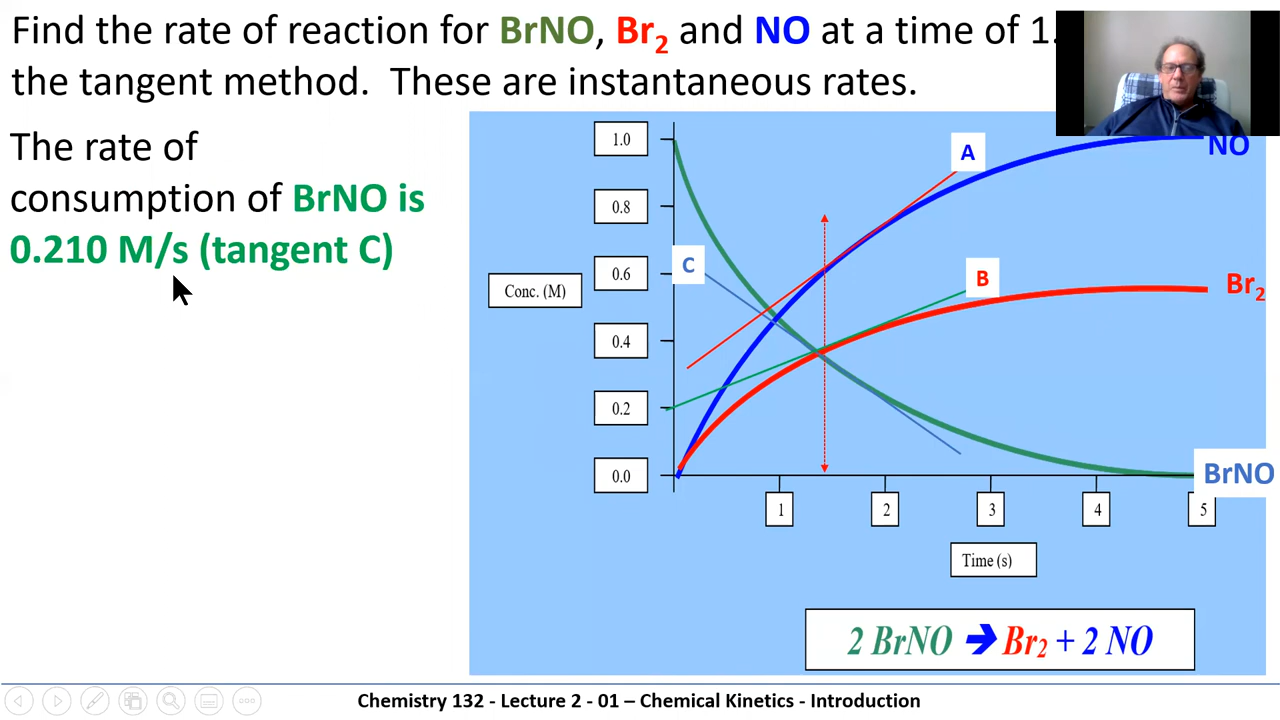 Find the rate of reaction for BrNO, Br₂ and NO at a time of 1.
the tangent method. These are instantaneous rates.
The rate of
consumption of BrNO is
0.210 M/s (tangent C)
1.0
0.8
0.6
0.4
0.2
0.0
Conc. (M)
A
NO
C
B
Br₂
BrNO
1 2 3 4 5
Time (s)
2 BrNO ➔ Br₂ + 2 NO
Chemistry 132 - Lecture 2 - 01 – Chemical Kinetics - Introduction